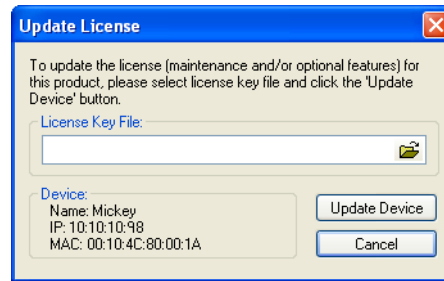 Update License
To update the license (maintenance and/or optional features) for
this product, please select license key file and click the 'Update
Device' button.
License Key File:
Device:
Name: Mickey
IP: 10:10:10:98
MAC: 00:10:4C:80:00:1A
Update Device
Cancel